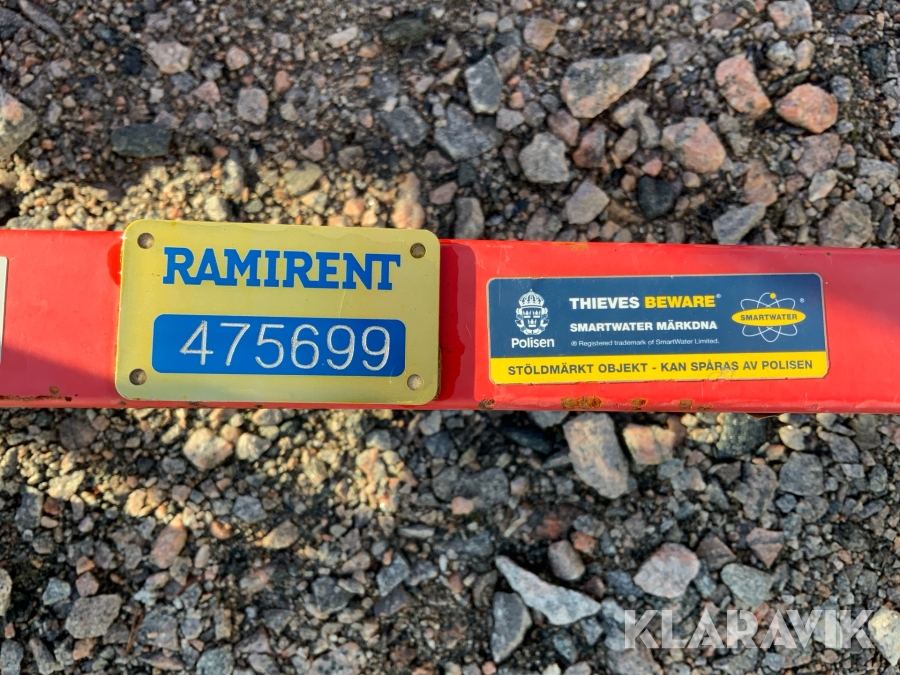 RAMIRENT
475699
Polisen
THIEVES BEWARE®
SMARTWATER MÄRKDNA
® Registered trademark of SmartWater Limited.
SMARTWATER®
STÖLDMÄRKT OBJEKT - KAN SPÅRAS AV POLISEN
KLARAVIK